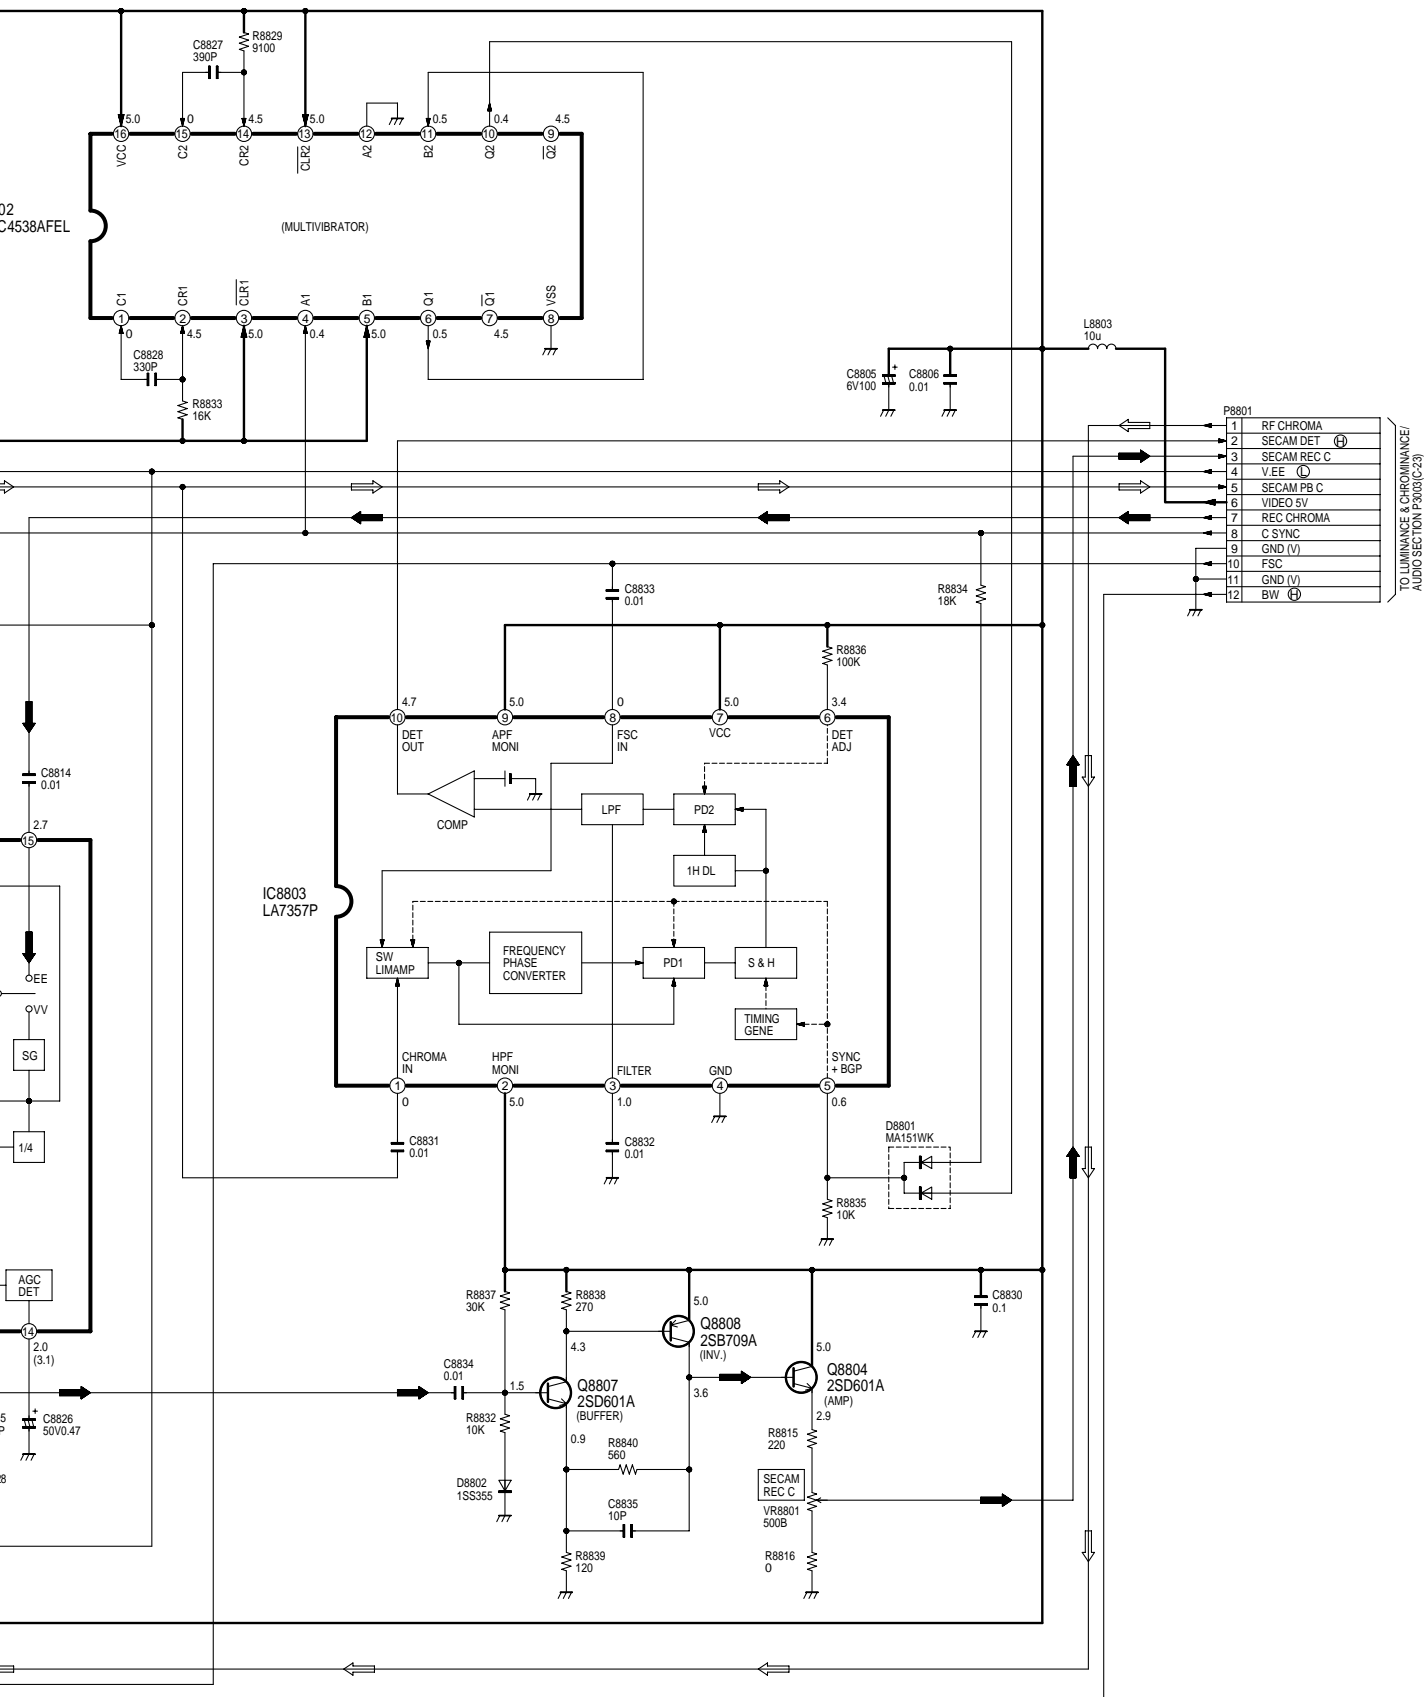 C8827
390P
R8829
9100
5.0
0
4.5
5.0
0.5
0.4
4.5
16
15
14
13
12
11
10
9
VCC
C2
CR2
CLR2
A2
B2
Q2
Q2
02
C4538AFEL
(MULTIVIBRATOR)
C1
CR1
CLR1
A1
B1
Q1
Q1
VSS
1
2
3
4
5
6
7
8
0
4.5
5.0
0.4
5.0
0.5
4.5
C8828
330P
R8833
16K
L8803
10u
C8805
6V100
+
C8806
0.01
P8801
1 RF CHROMA
2 SECAM DET H
3 SECAM REC C
4 V.EE L
5 SECAM PB C
6 VIDEO 5V
7 REC CHROMA
8 C SYNC
9 GND (V)
10 FSC
11 GND (V)
12 BW H
TO LUMINANCE & CHROMINANCE/
AUDIO SECTION P3003(C-23)
C8833
0.01
R8834
18K
R8836
100K
4.7
5.0
0
5.0
3.4
10
9
8
7
6
DET
OUT
APF
MONI
FSC
IN
VCC
DET
ADJ
C8814
0.01
2.7
15
COMP
LPF
PD2
1H DL
IC8803
LA7357P
SW
LIMAMP
FREQUENCY
PHASE
CONVERTER
PD1
S & H
TIMING
GENE
EE
VV
SG
1/4
CHROMA
IN
HPF
MONI
FILTER
GND
SYNC
+ BGP
1
2
3
4
5
0
5.0
1.0
0.6
C8831
0.01
C8832
0.01
D8801
MA151WK
R8835
10K
AGC
DET
14
2.0
(3.1)
R8837
30K
R8838
270
5.0
Q8808
2SB709A
(INV.)
C8830
0.1
4.3
5.0
C8834
0.01
1.5
Q8807
2SD601A
(BUFFER)
3.6
Q8804
2SD601A
(AMP)
2.9
5
P
+
C8826
50V0.47
28
R8832
10K
0.9
R8840
560
R8815
220
D8802
1SS355
C8835
10P
SECAM
REC C
VR8801
500B
R8839
120
R8816
0